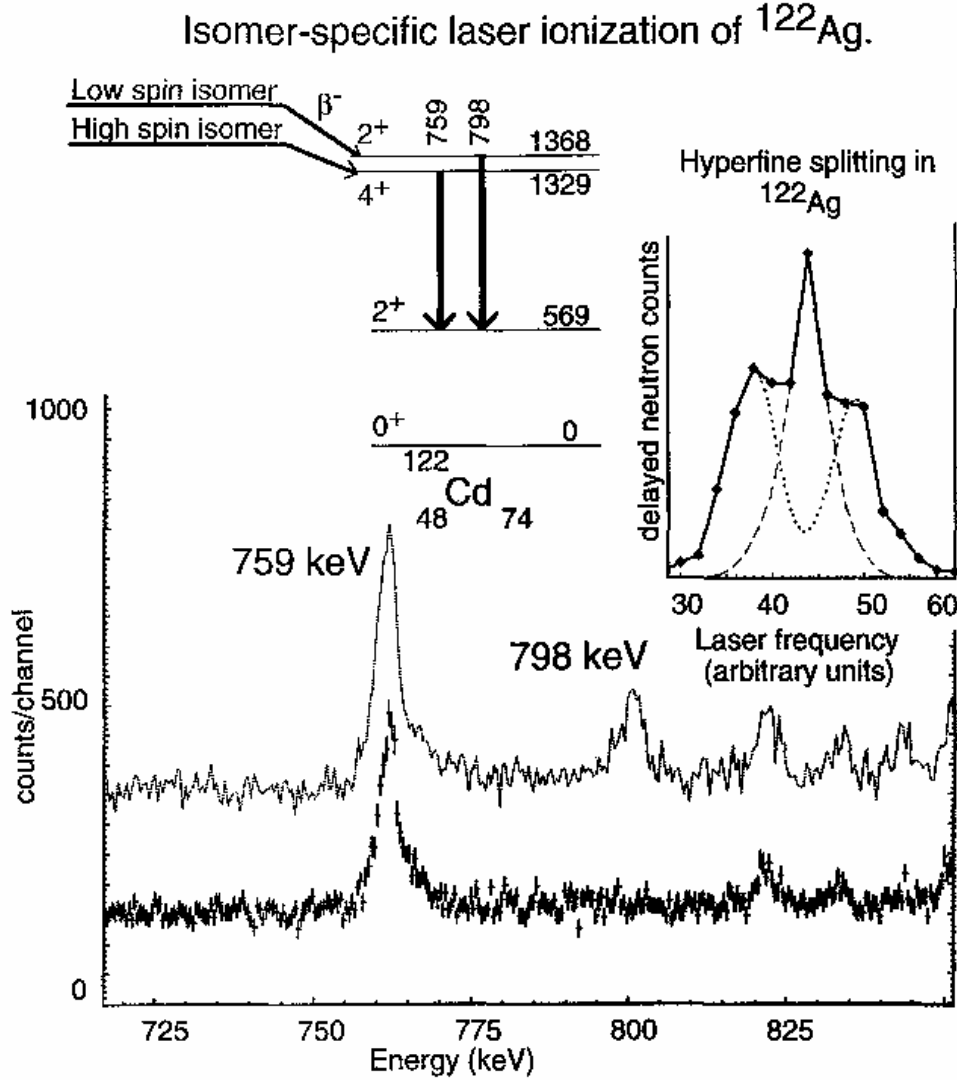 Isomer-specific laser ionization of ¹²²Ag.
Low spin isomer
β⁻
High spin isomer
759
798
2⁺
1368
4⁺
1329
2⁺
569
0⁺
0
¹²²
₄₈Cd₇₄
Hyperfine splitting in
¹²²Ag
delayed neutron counts
30 40 50 60
Laser frequency
(arbitrary units)
759 keV
798 keV
1000
500
0
counts/channel
725 750 775 800 825
Energy (keV)